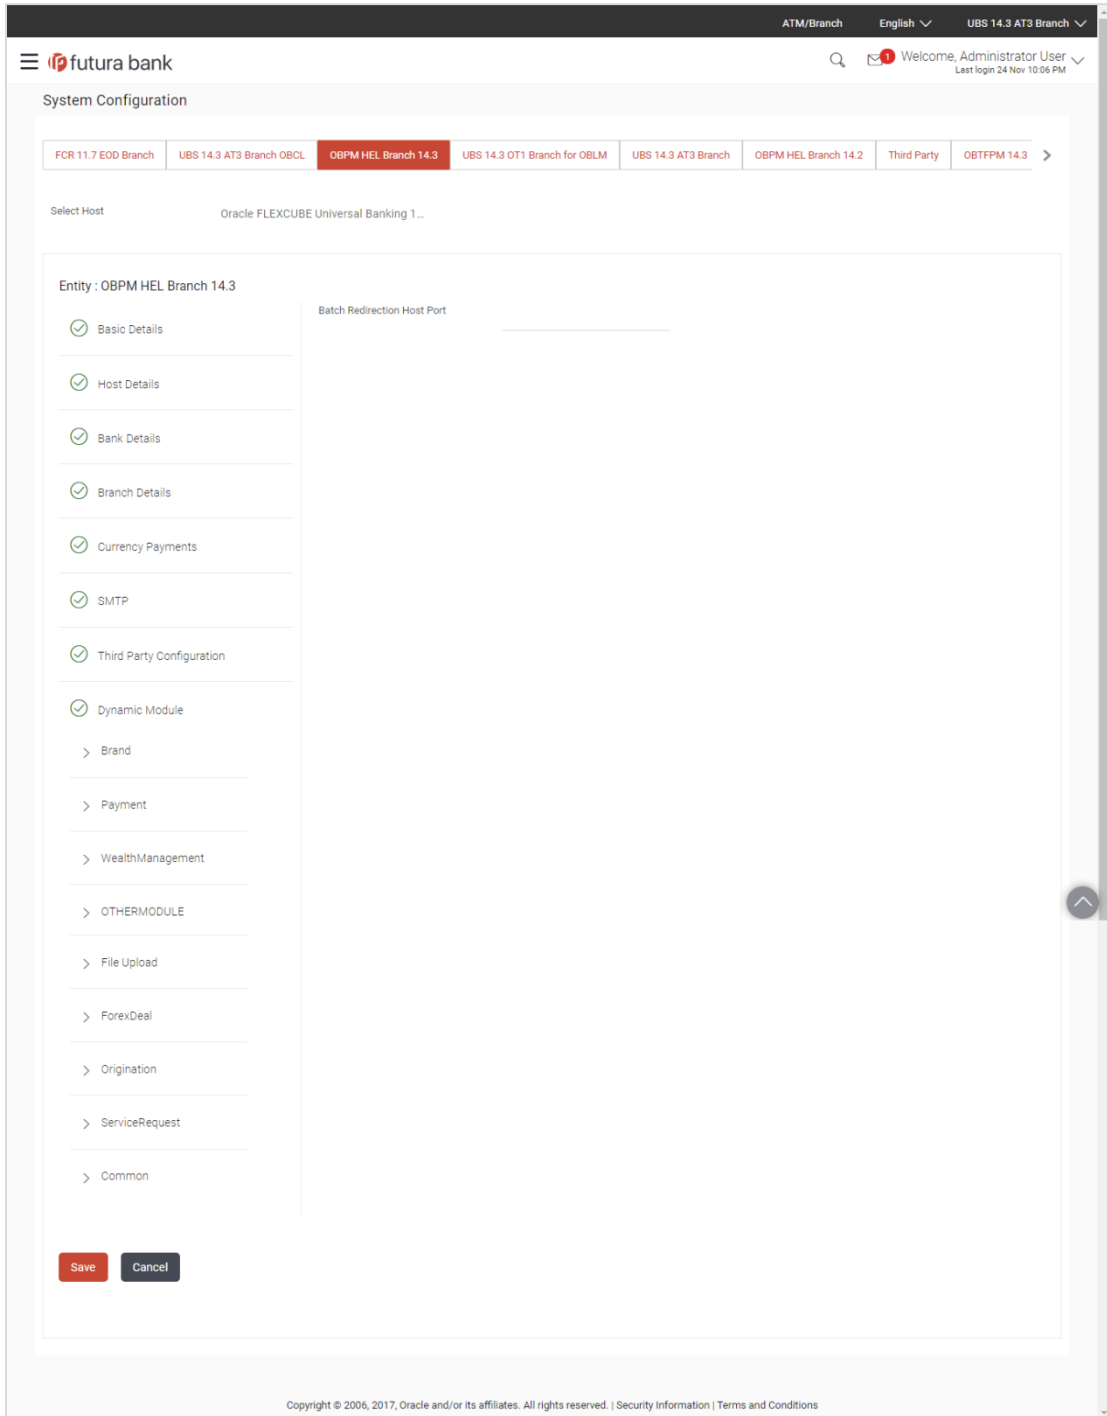 ATM/Branch English UBS 14.3 AT3 Branch
futura bank
1 Welcome, Administrator User
Last login 24 Nov 10:06 PM
System Configuration
FCR 11.7 EOD Branch UBS 14.3 AT3 Branch OBCL OBPM HEL Branch 14.3 UBS 14.3 OT1 Branch for OBLM UBS 14.3 AT3 Branch OBPM HEL Branch 14.2 Third Party OBTFPM 14.3
Select Host Oracle FLEXCUBE Universal Banking 1...
Entity : OBPM HEL Branch 14.3
Batch Redirection Host Port
Basic Details
Host Details
Bank Details
Branch Details
Currency Payments
SMTP
Third Party Configuration
Dynamic Module
Brand
Payment
WealthManagement
OTHERMODULE
File Upload
ForexDeal
Origination
ServiceRequest
Common
Save Cancel
Copyright © 2006, 2017, Oracle and/or its affiliates. All rights reserved. | Security Information | Terms and Conditions